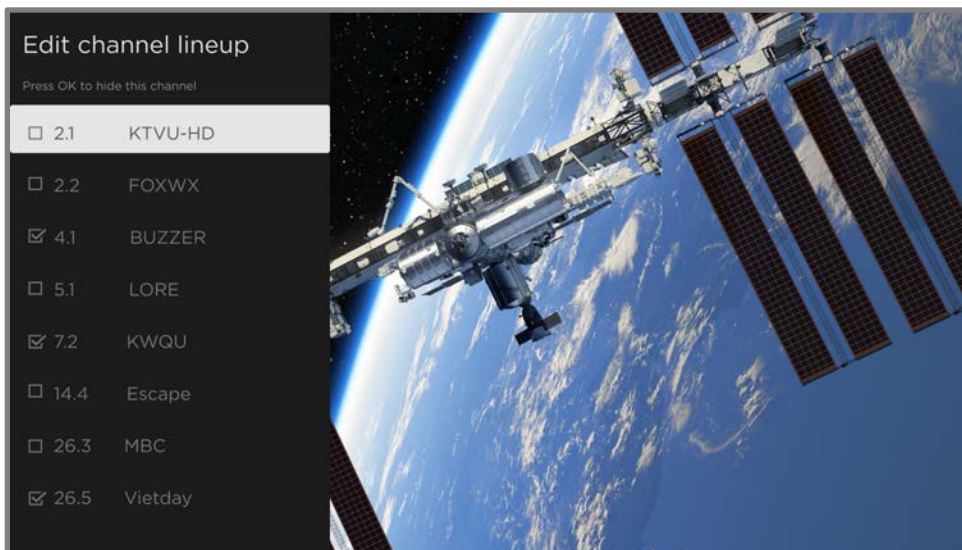 Edit channel lineup
Press OK to hide this channel
2.1 KTVU-HD
2.2 FOXWX
4.1 BUZZER
5.1 LORE
7.2 KWQU
14.4 Escape
26.3 MBC
26.5 Vietday